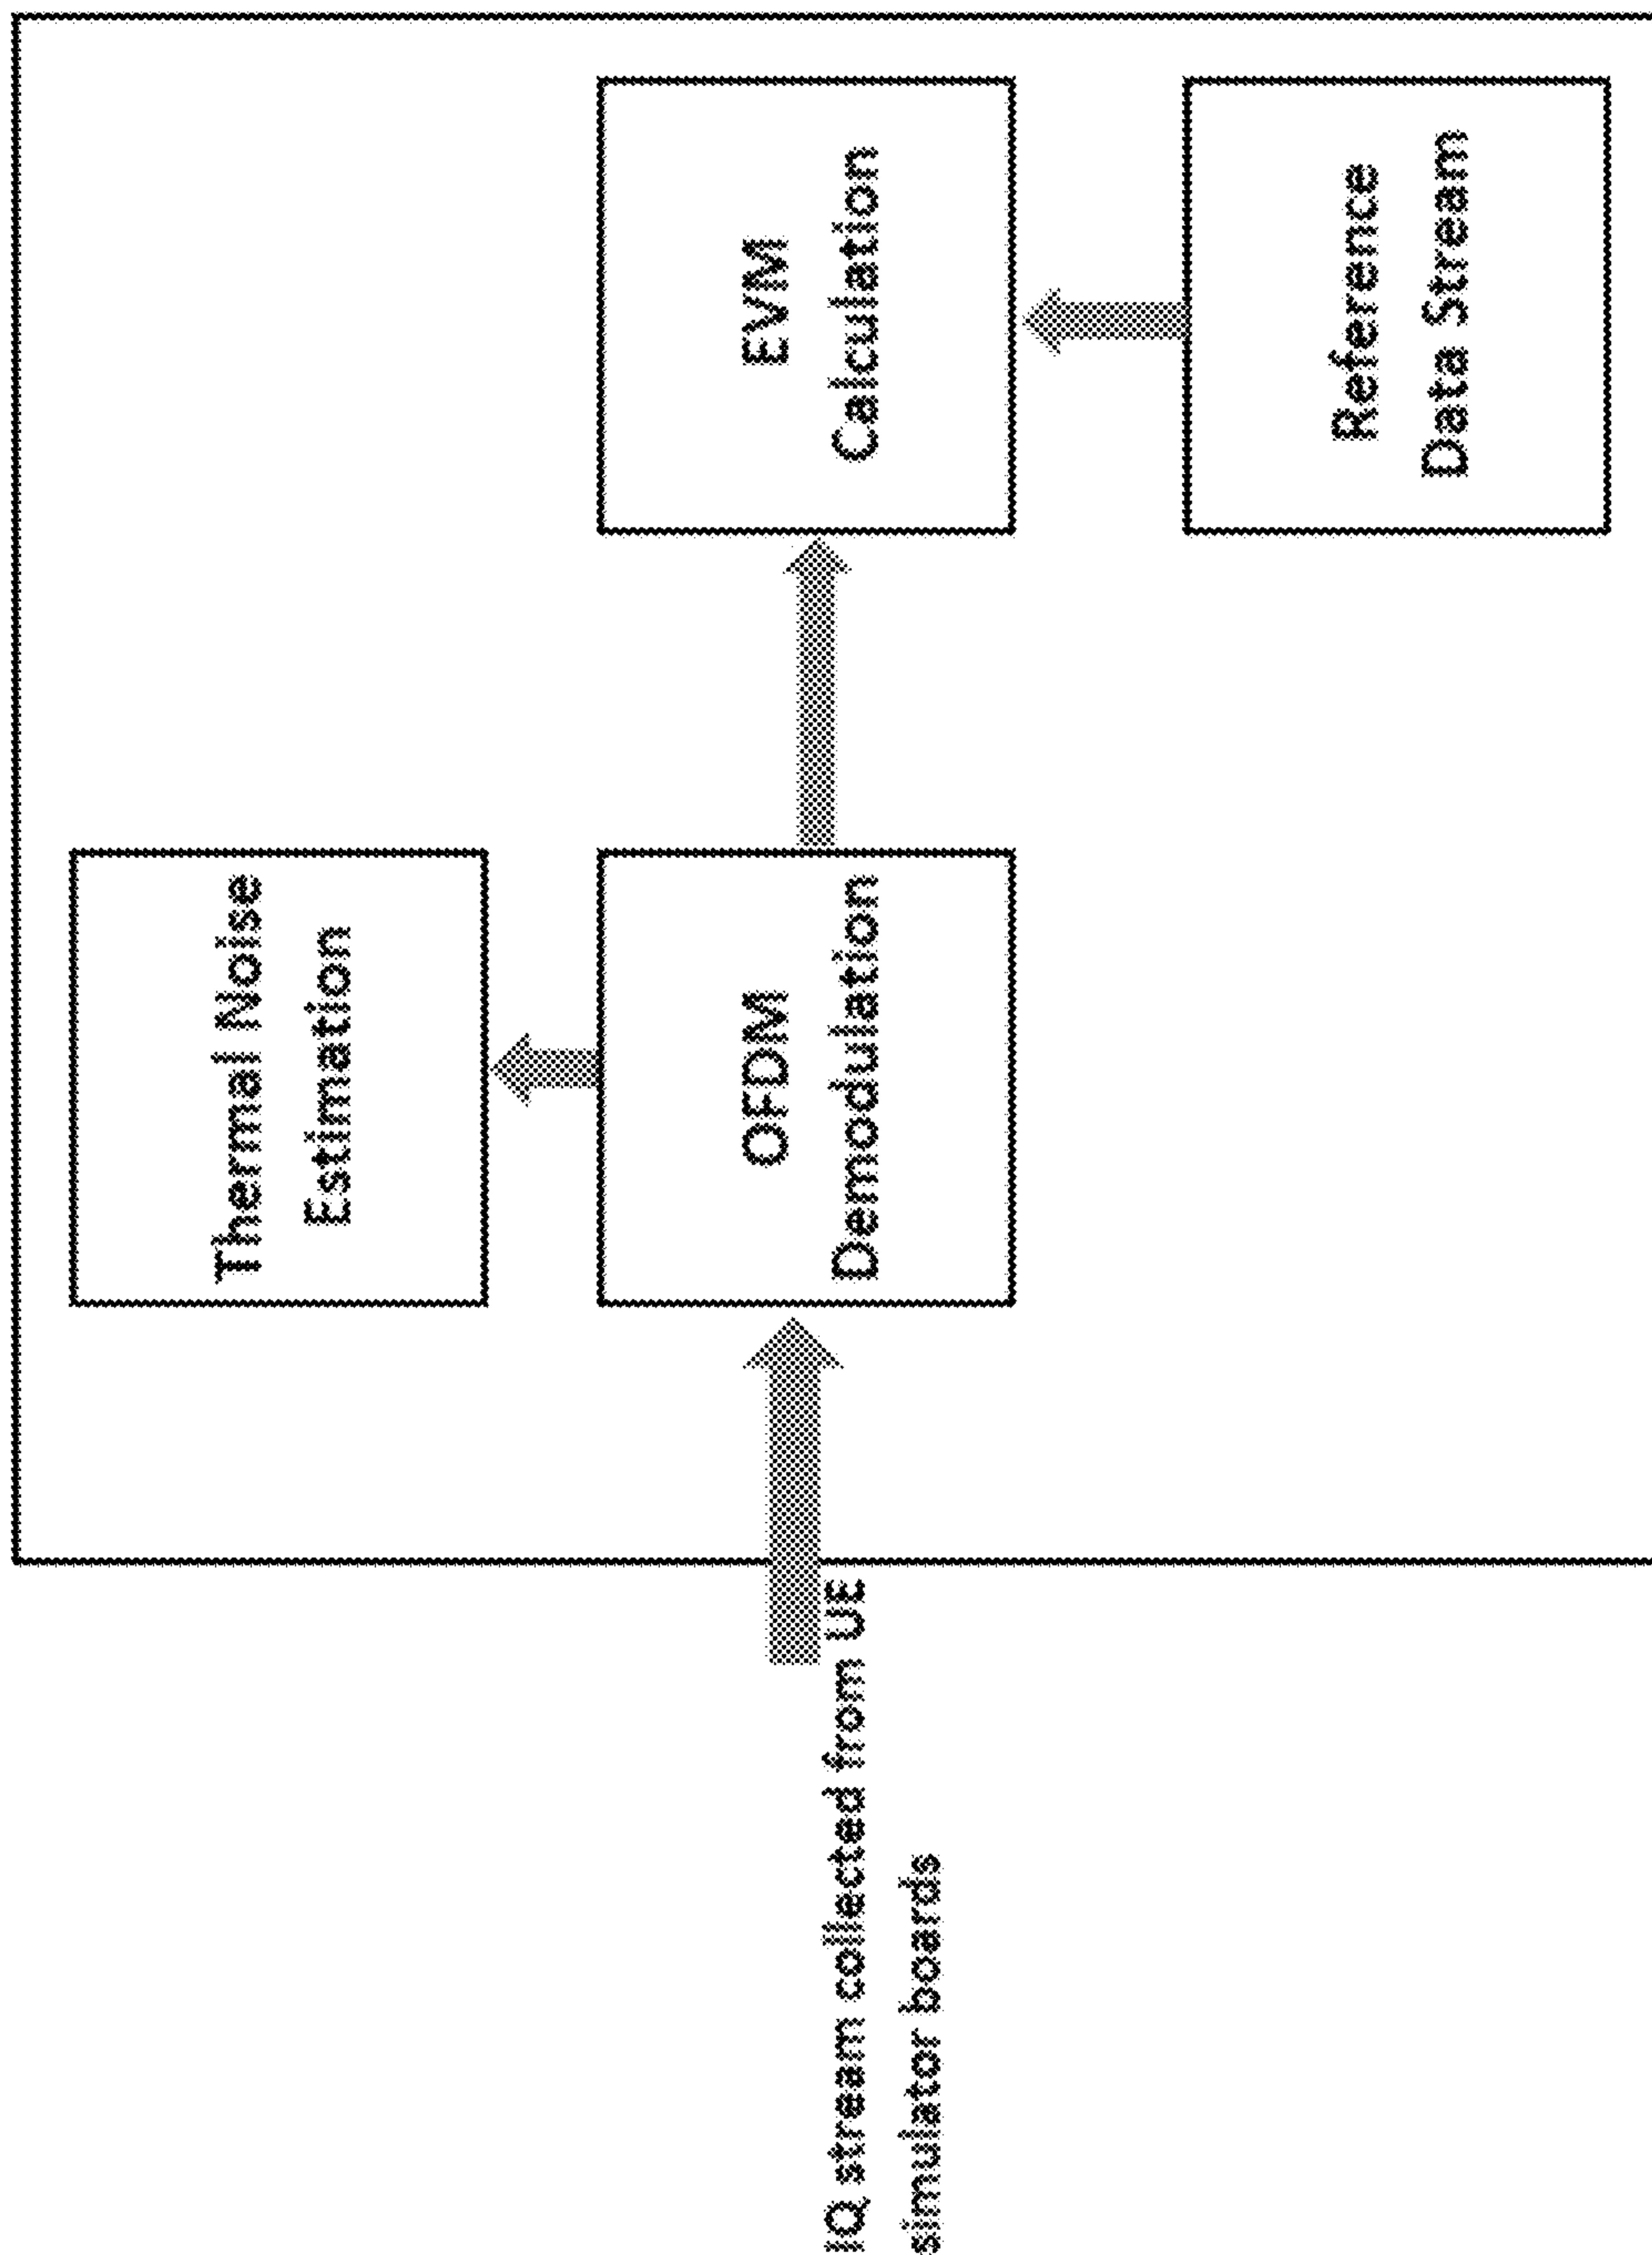 Thermal Noise
Estimation
OFDM
Demodulation
EVM
Calculation
Reference
Data Stream
IQ stream collected from UE
simulator boards